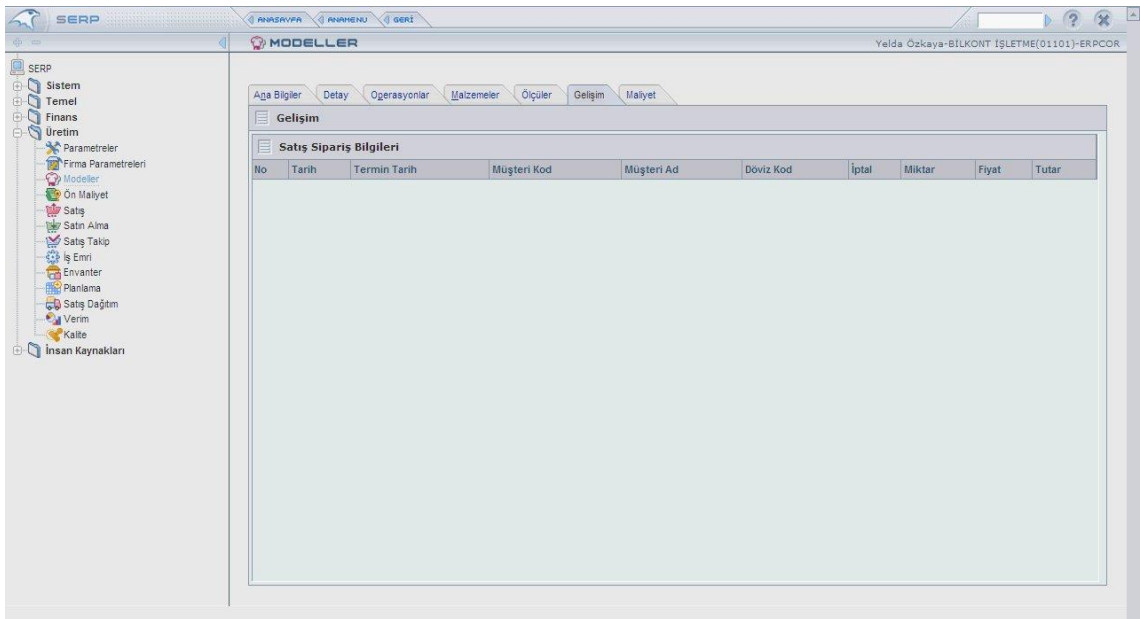 SERP
ANASAYFA ANAMENU GERİ
MODELLER
Yelda Özkaya-BİLKONT İŞLETME(01101)-ERPCOR
SERP
Sistem
Temel
Finans
Üretim
Parametreler
Firma Parametreleri
Modeller
Ön Maliyet
Satış
Satın Alma
Satış Takip
İş Emri
Envanter
Planlama
Satış Dağıtım
Verim
Kalite
İnsan Kaynakları
Ana Bilgiler Detay Operasyonlar Malzemeler Ölçüler Gelişim Maliyet
Gelişim
Satış Sipariş Bilgileri
No Tarih Termin Tarih Müşteri Kod Müşteri Ad Döviz Kod İptal Miktar Fiyat Tutar